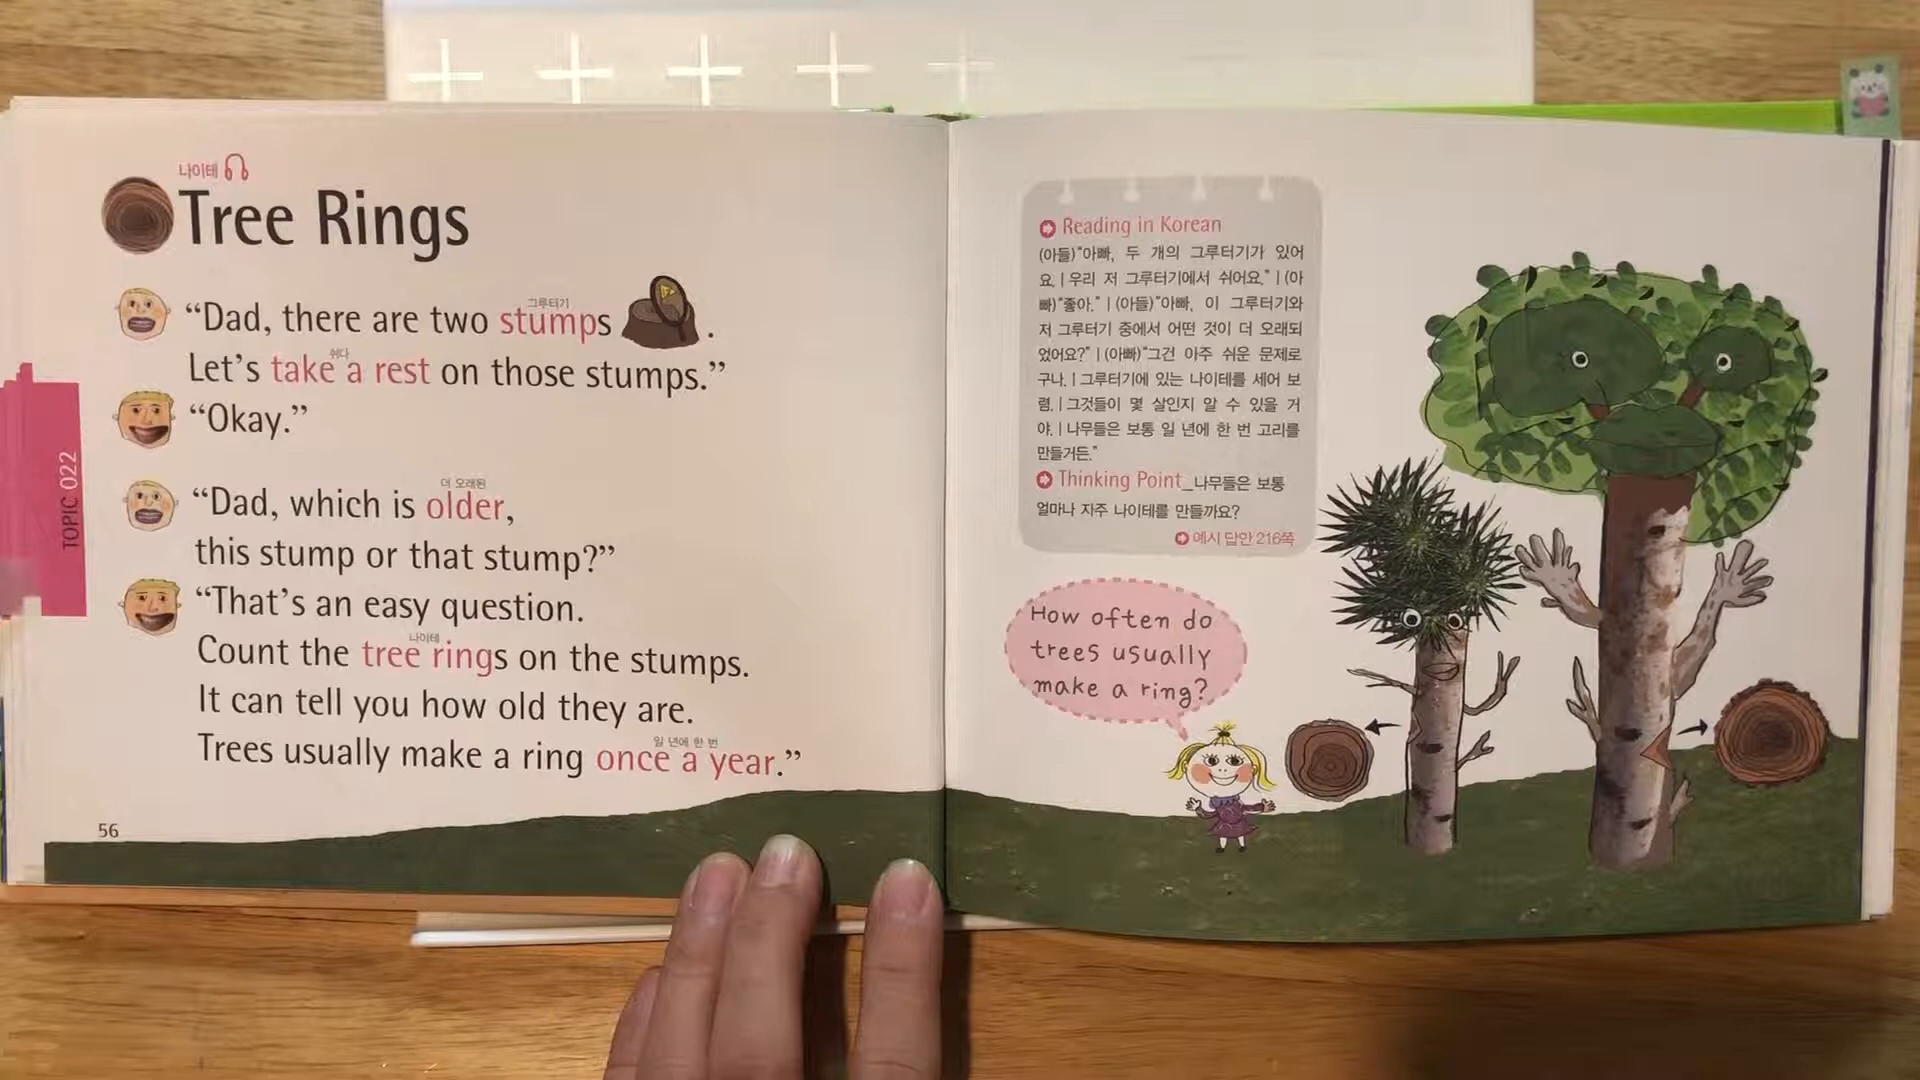 나이테
Tree Rings
그루터기
“Dad, there are two stumps .
쉬다
Let’s take a rest on those stumps.”
“Okay.”
더 오래된
“Dad, which is older,
this stump or that stump?”
“That’s an easy question.
나이테
Count the tree rings on the stumps.
It can tell you how old they are.
일 년에 한 번
Trees usually make a ring once a year.”
56
TOPIC 022
Reading in Korean
(아들)“아빠, 두 개의 그루터기가 있어
요. | 우리 저 그루터기에서 쉬어요.” | (아
빠)“좋아.” | (아들)“아빠, 이 그루터기와
저 그루터기 중에서 어떤 것이 더 오래되
었어요?” | (아빠)“그건 아주 쉬운 문제로
구나. | 그루터기에 있는 나이테를 세어 보
렴. | 그것들이 몇 살인지 알 수 있을 거
야. | 나무들은 보통 일 년에 한 번 고리를
만들거든.”
Thinking Point_나무들은 보통
얼마나 자주 나이테를 만들까요?
예시 답안 216쪽
How often do
trees usually
make a ring?